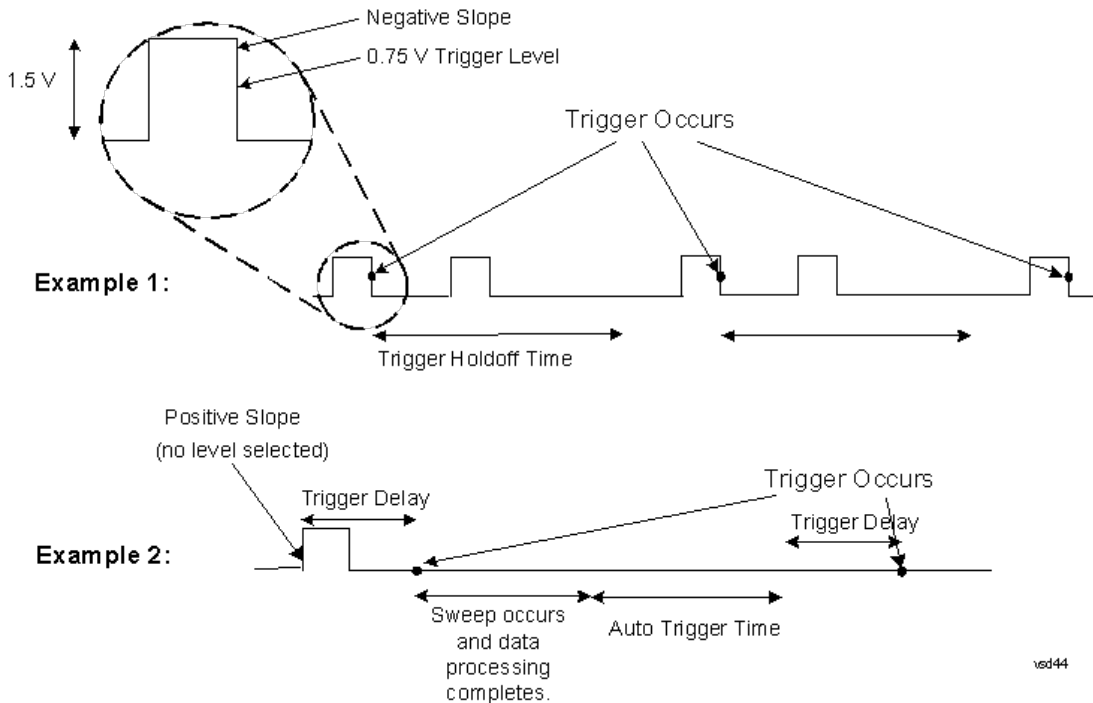 Negative Slope
1.5 V
0.75 V Trigger Level
Trigger Occurs
Example 1:
Trigger Holdoff Time
Positive Slope
(no level selected)
Trigger Delay
Trigger Occurs
Trigger Delay
Example 2:
Sweep occurs
and data
processing
completes.
Auto Trigger Time
vsd44